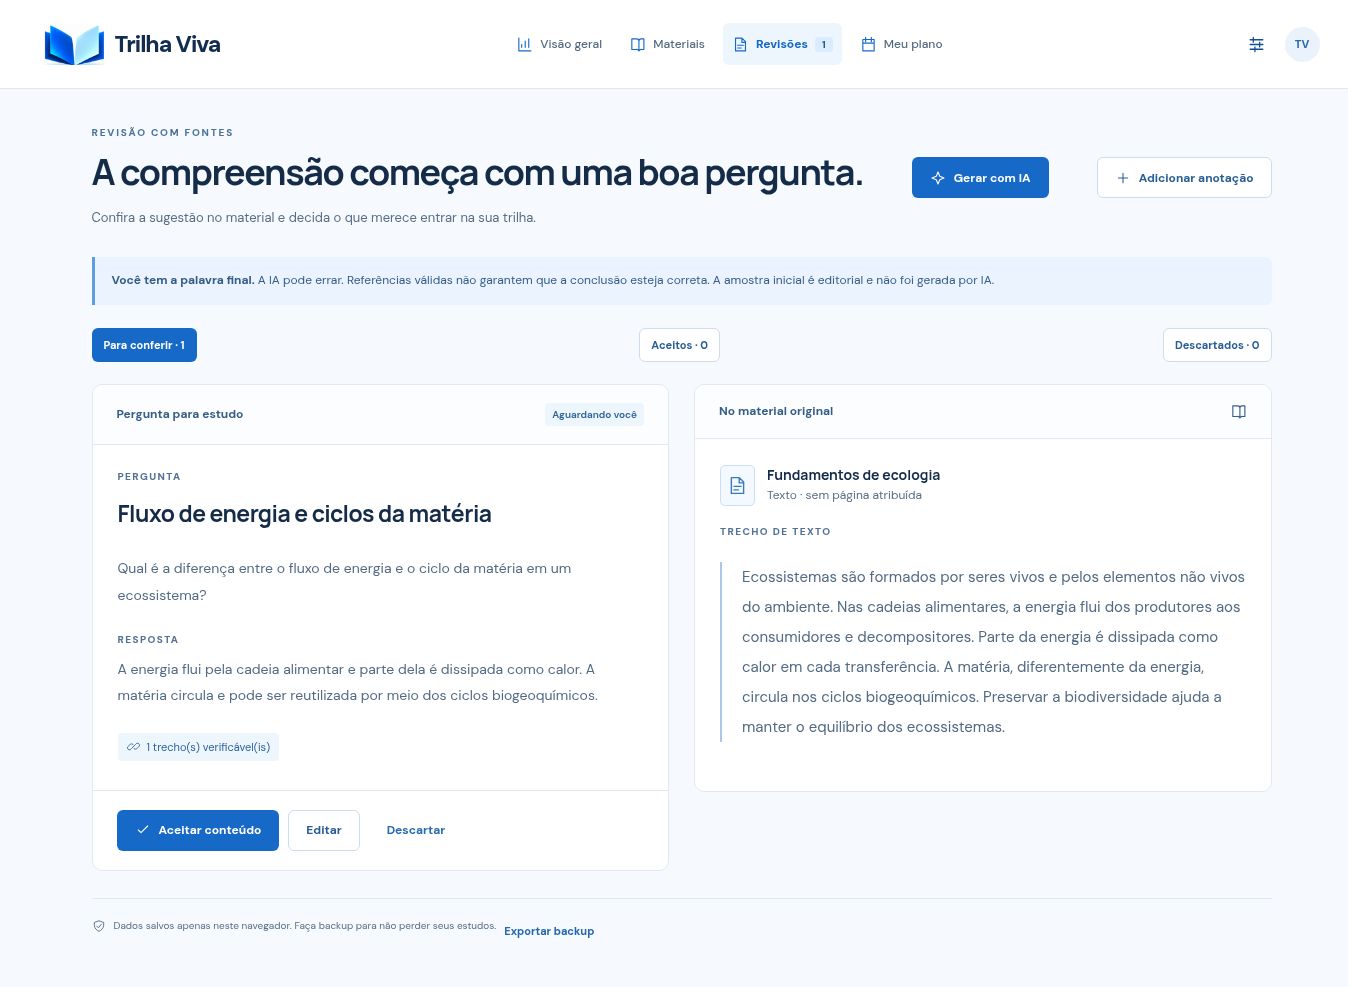 Trilha Viva
Visão geral
Materiais
Revisões 1
Meu plano
TV
REVISÃO COM FONTES
A compreensão começa com uma boa pergunta.
Gerar com IA
Adicionar anotação
Confira a sugestão no material e decida o que merece entrar na sua trilha.
Você tem a palavra final. A IA pode errar. Referências válidas não garantem que a conclusão esteja correta. A amostra inicial é editorial e não foi gerada por IA.
Para conferir · 1
Aceitos · 0
Descartados · 0
Pergunta para estudo
Aguardando você
PERGUNTA
Fluxo de energia e ciclos da matéria
Qual é a diferença entre o fluxo de energia e o ciclo da matéria em um
ecossistema?
RESPOSTA
A energia flui pela cadeia alimentar e parte dela é dissipada como calor. A
matéria circula e pode ser reutilizada por meio dos ciclos biogeoquímicos.
1 trecho(s) verificável(is)
Aceitar conteúdo
Editar
Descartar
No material original
Fundamentos de ecologia
Texto · sem página atribuída
TRECHO DE TEXTO
Ecossistemas são formados por seres vivos e pelos elementos não vivos
do ambiente. Nas cadeias alimentares, a energia flui dos produtores aos
consumidores e decompositores. Parte da energia é dissipada como
calor em cada transferência. A matéria, diferentemente da energia,
circula nos ciclos biogeoquímicos. Preservar a biodiversidade ajuda a
manter o equilíbrio dos ecossistemas.
Dados salvos apenas neste navegador. Faça backup para não perder seus estudos.
Exportar backup